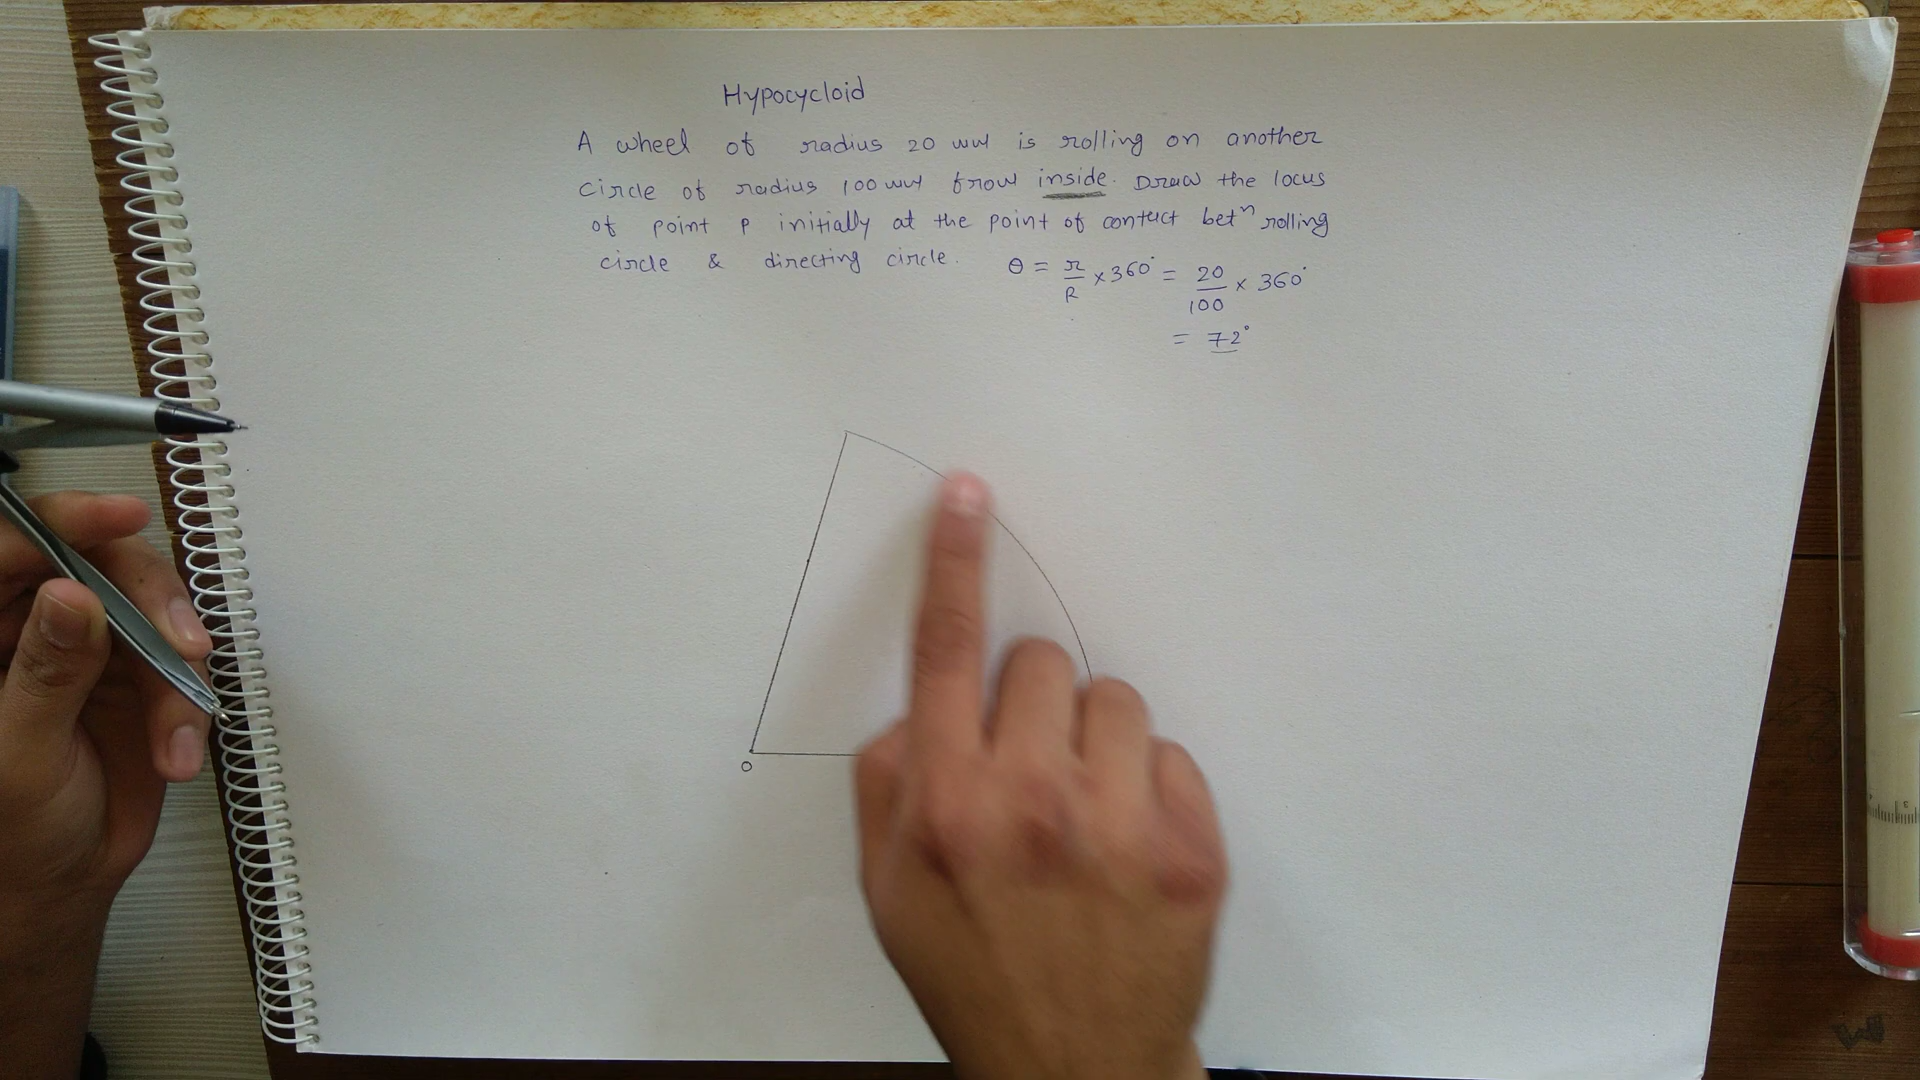 Hypocycloid
A wheel of radius 20 mm is rolling on another
circle of radius 100 mm from inside. Draw the locus
of point P initially at the point of contact betⁿ rolling
circle & directing circle. θ = r/R × 360° = 20/100 × 360°
= 72°
O